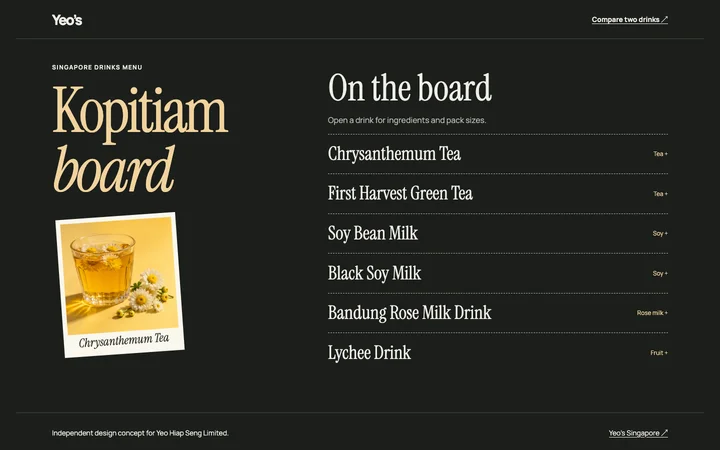 Yeo's
Compare two drinks ↗
SINGAPORE DRINKS MENU
Kopitiam
board
Chrysanthemum Tea
On the board
Open a drink for ingredients and pack sizes.
Chrysanthemum Tea Tea +
First Harvest Green Tea Tea +
Soy Bean Milk Soy +
Black Soy Milk Soy +
Bandung Rose Milk Drink Rose milk +
Lychee Drink Fruit +
Independent design concept for Yeo Hiap Seng Limited.
Yeo's Singapore ↗